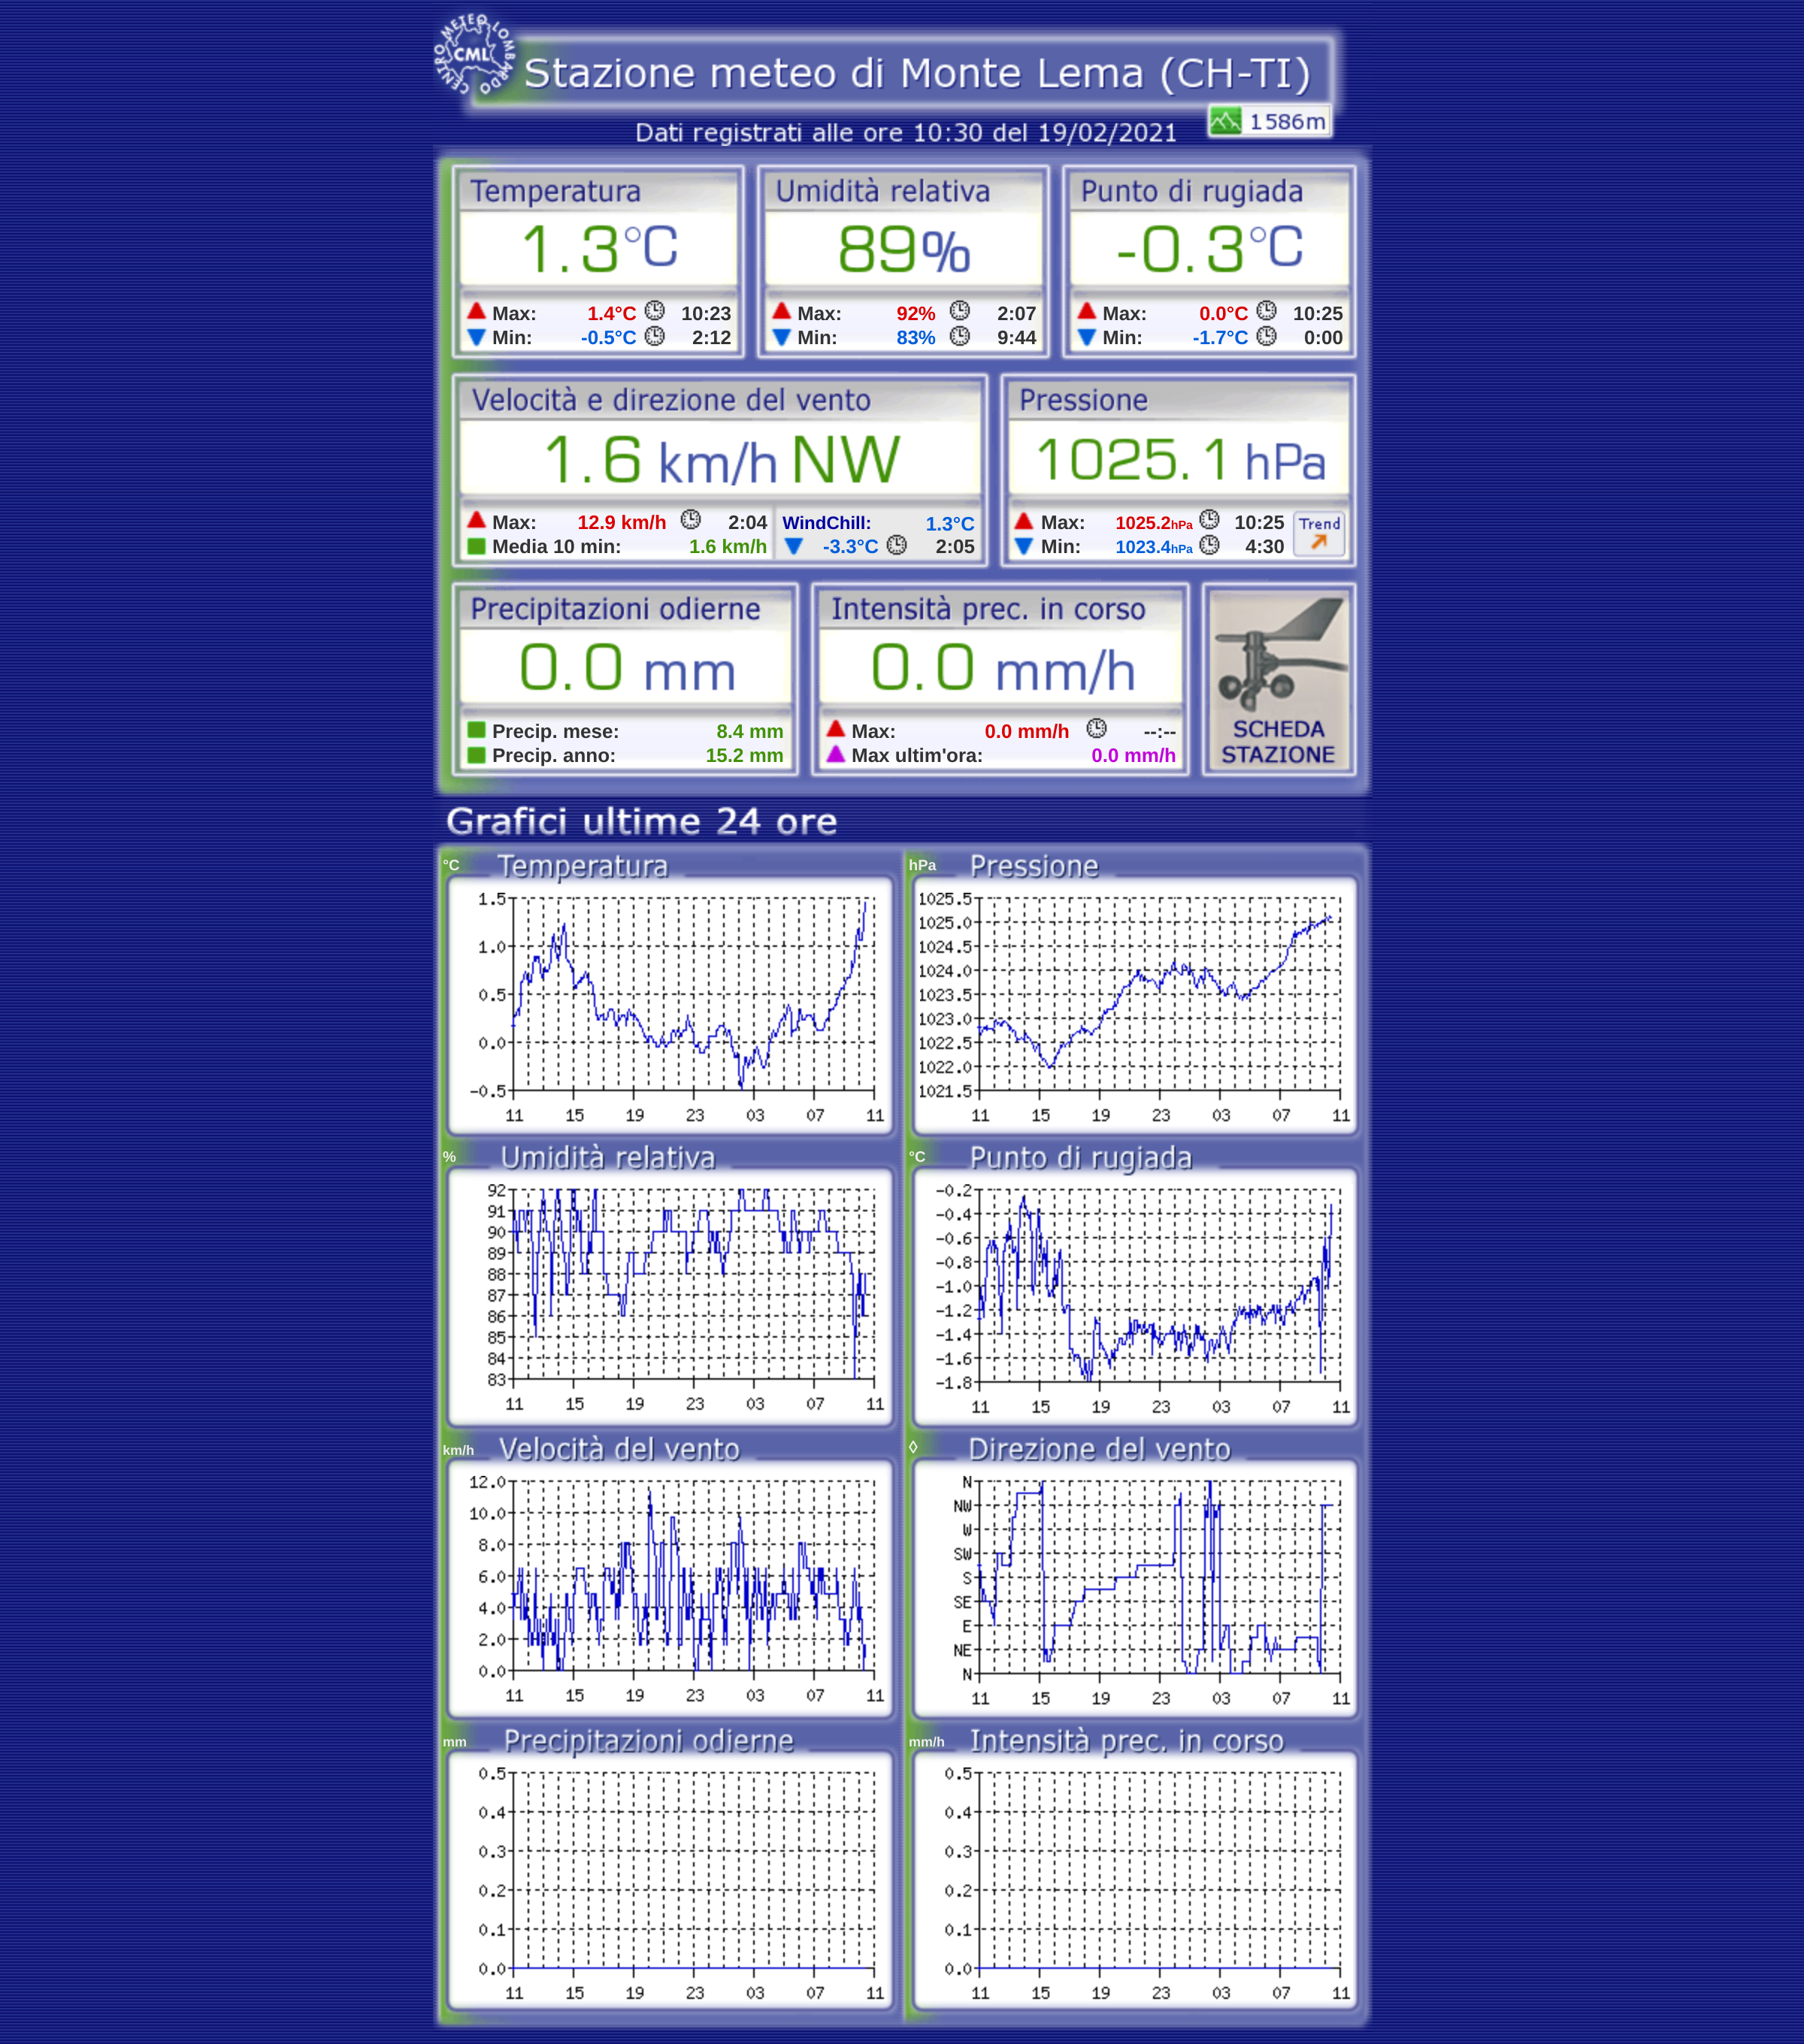 CENTRO METEO LOMBARDO
CML
Stazione meteo di Monte Lema (CH-TI)
1586m
Dati registrati alle ore 10:30 del 19/02/2021
Temperatura Umidità relativa Punto di rugiada
1.3°C 89% -0.3°C
Max: 1.4°C 10:23 Max: 92% 2:07 Max: 0.0°C 10:25
Min: -0.5°C 2:12 Min: 83% 9:44 Min: -1.7°C 0:00
Velocità e direzione del vento Pressione
1.6 km/h NW 1025.1 hPa
Max: 12.9 km/h 2:04 WindChill: 1.3°C Max: 1025.2hPa 10:25 Trend
Media 10 min: 1.6 km/h -3.3°C 2:05 Min: 1023.4hPa 4:30
Precipitazioni odierne Intensità prec. in corso
0.0 mm 0.0 mm/h
Precip. mese: 8.4 mm Max: 0.0 mm/h --:-- SCHEDA
Precip. anno: 15.2 mm Max ultim'ora: 0.0 mm/h STAZIONE
Grafici ultime 24 ore
°C Temperatura
1.5
1.0
0.5
0.0
-0.5
11 15 19 23 03 07 11
hPa Pressione
1025.5
1025.0
1024.5
1024.0
1023.5
1023.0
1022.5
1022.0
1021.5
11 15 19 23 03 07 11
% Umidità relativa
92
91
90
89
88
87
86
85
84
83
11 15 19 23 03 07 11
°C Punto di rugiada
-0.2
-0.4
-0.6
-0.8
-1.0
-1.2
-1.4
-1.6
-1.8
11 15 19 23 03 07 11
km/h Velocità del vento
12.0
10.0
8.0
6.0
4.0
2.0
0.0
11 15 19 23 03 07 11
◊ Direzione del vento
N
NW
W
SW
S
SE
E
NE
N
11 15 19 23 03 07 11
mm Precipitazioni odierne
0.5
0.4
0.3
0.2
0.1
0.0
11 15 19 23 03 07 11
mm/h Intensità prec. in corso
0.5
0.4
0.3
0.2
0.1
0.0
11 15 19 23 03 07 11